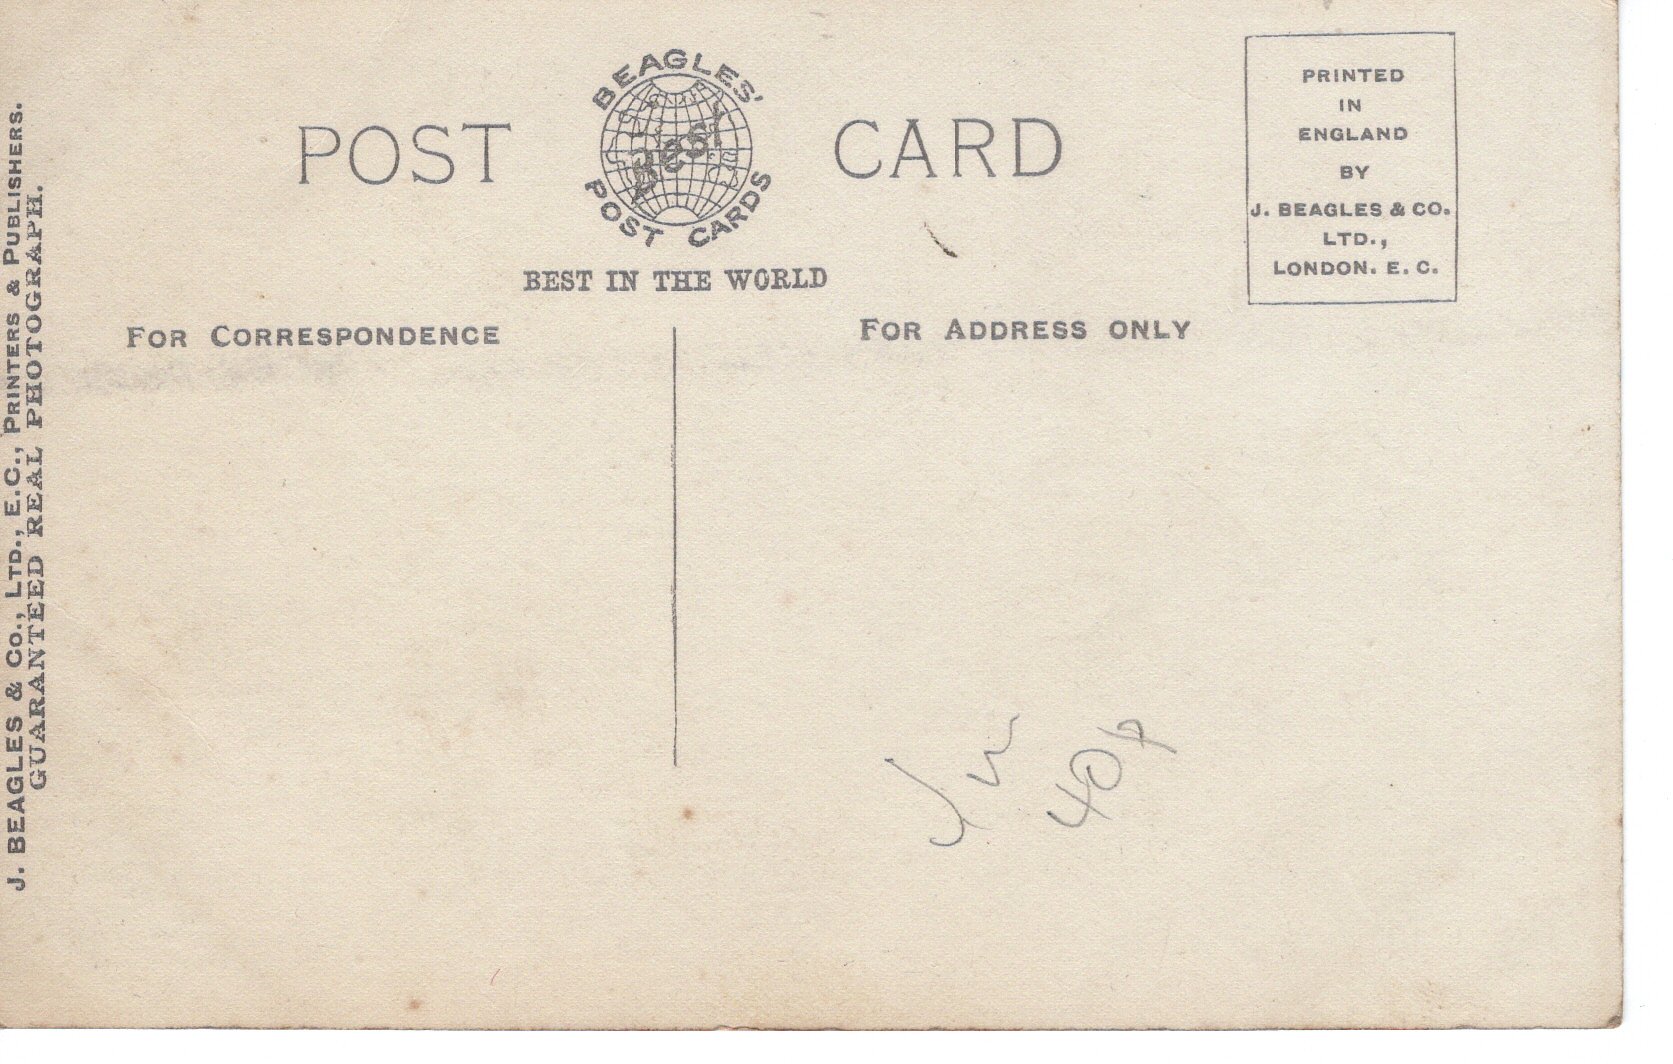 POST CARD
BEAGLES'
Best
POST CARDS
BEST IN THE WORLD
PRINTED
IN
ENGLAND
BY
J. BEAGLES & CO.
LTD.,
LONDON. E. C.
FOR CORRESPONDENCE
FOR ADDRESS ONLY
J. BEAGLES & CO., LTD., E.C., PRINTERS & PUBLISHERS.
GUARANTEED REAL PHOTOGRAPH.